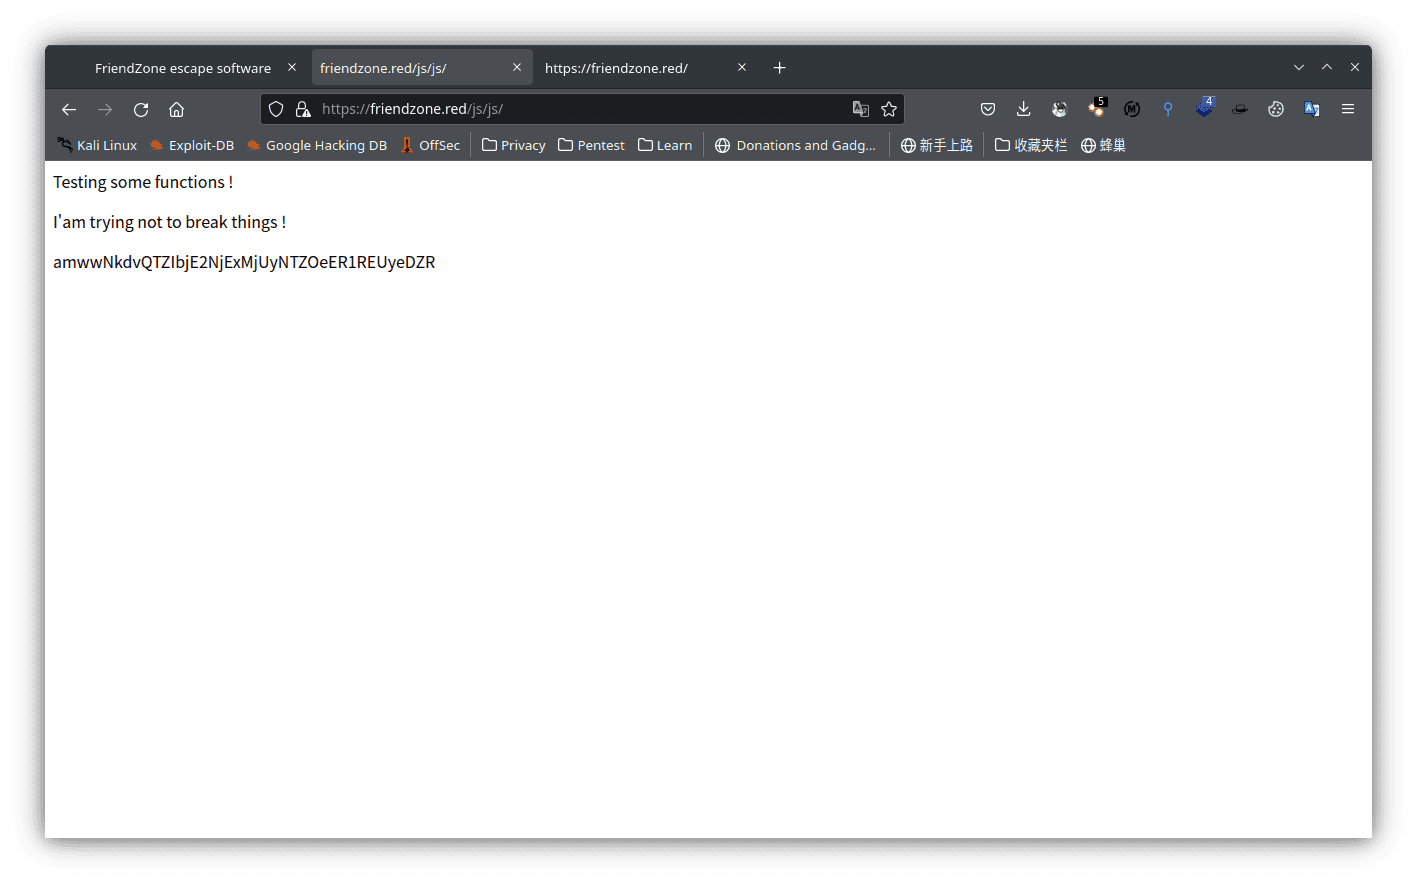 FriendZone escape software
friendzone.red/js/js/
https://friendzone.red/
https://friendzone.red/js/js/
5
4
Kali Linux
Exploit-DB
Google Hacking DB
OffSec
Privacy
Pentest
Learn
Donations and Gadg...
新手上路
收藏夹栏
蜂巢
Testing some functions !
I'am trying not to break things !
amwwNkdvQTZIbjE2NjExMjUyNTZOeER1REUyeDZR